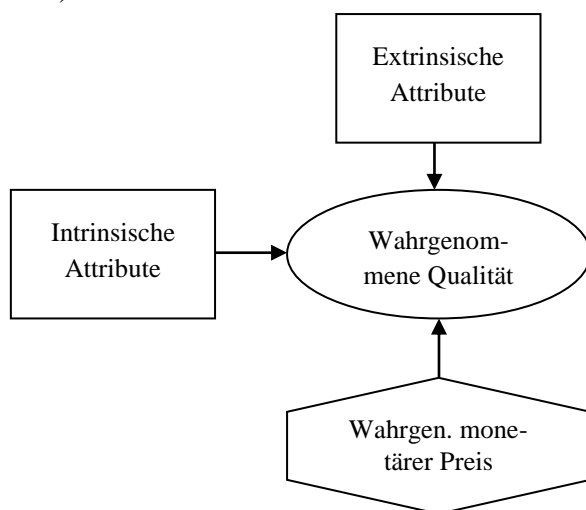 Extrinsische
Attribute
Intrinsische
Attribute
Wahrgenom-
mene Qualität
Wahrgen. mone-
tärer Preis